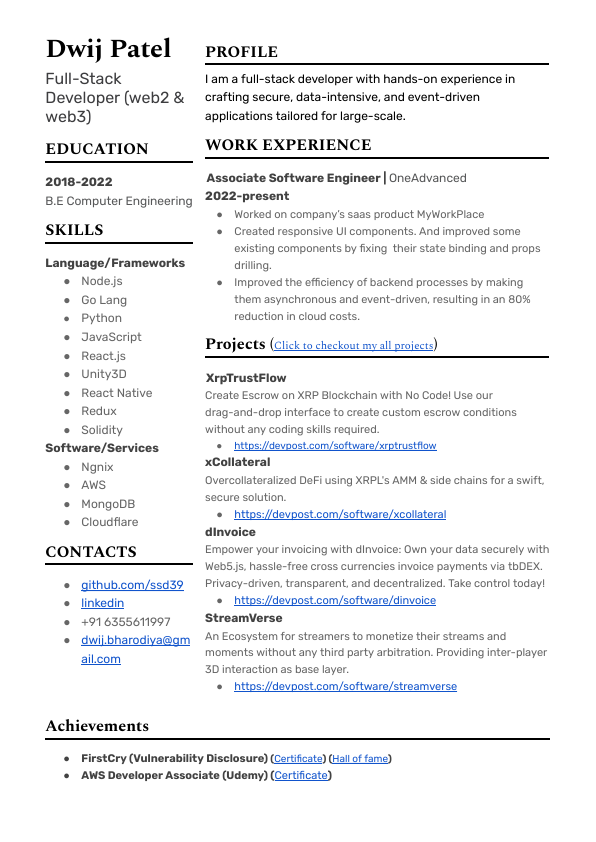 Dwij Patel
Full-Stack
Developer (web2 &
web3)
EDUCATION
2018-2022
B.E Computer Engineering
SKILLS
Language/Frameworks
● Node.js
● Go Lang
● Python
● JavaScript
● React.js
● Unity3D
● React Native
● Redux
● Solidity
Software/Services
● Ngnix
● AWS
● MongoDB
● Cloudflare
CONTACTS
● github.com/ssd39
● linkedin
● +91 6355611997
● dwij.bharodiya@gm
ail.com
PROFILE
I am a full-stack developer with hands-on experience in
crafting secure, data-intensive, and event-driven
applications tailored for large-scale.
WORK EXPERIENCE
Associate Software Engineer | OneAdvanced
2022-present
● Worked on company's saas product MyWorkPlace
● Created responsive UI components. And improved some
existing components by fixing their state binding and props
drilling.
● Improved the efficiency of backend processes by making
them asynchronous and event-driven, resulting in an 80%
reduction in cloud costs.
Projects (Click to checkout my all projects)
XrpTrustFlow
Create Escrow on XRP Blockchain with No Code! Use our
drag-and-drop interface to create custom escrow conditions
without any coding skills required.
● https://devpost.com/software/xrptrustflow
xCollateral
Overcollateralized DeFi using XRPL's AMM & side chains for a swift,
secure solution.
● https://devpost.com/software/xcollateral
dInvoice
Empower your invoicing with dInvoice: Own your data securely with
Web5.js, hassle-free cross currencies invoice payments via tbDEX.
Privacy-driven, transparent, and decentralized. Take control today!
● https://devpost.com/software/dinvoice
StreamVerse
An Ecosystem for streamers to monetize their streams and
moments without any third party arbitration. Providing inter-player
3D interaction as base layer.
● https://devpost.com/software/streamverse
Achievements
● FirstCry (Vulnerability Disclosure) (Certificate) (Hall of fame)
● AWS Developer Associate (Udemy) (Certificate)